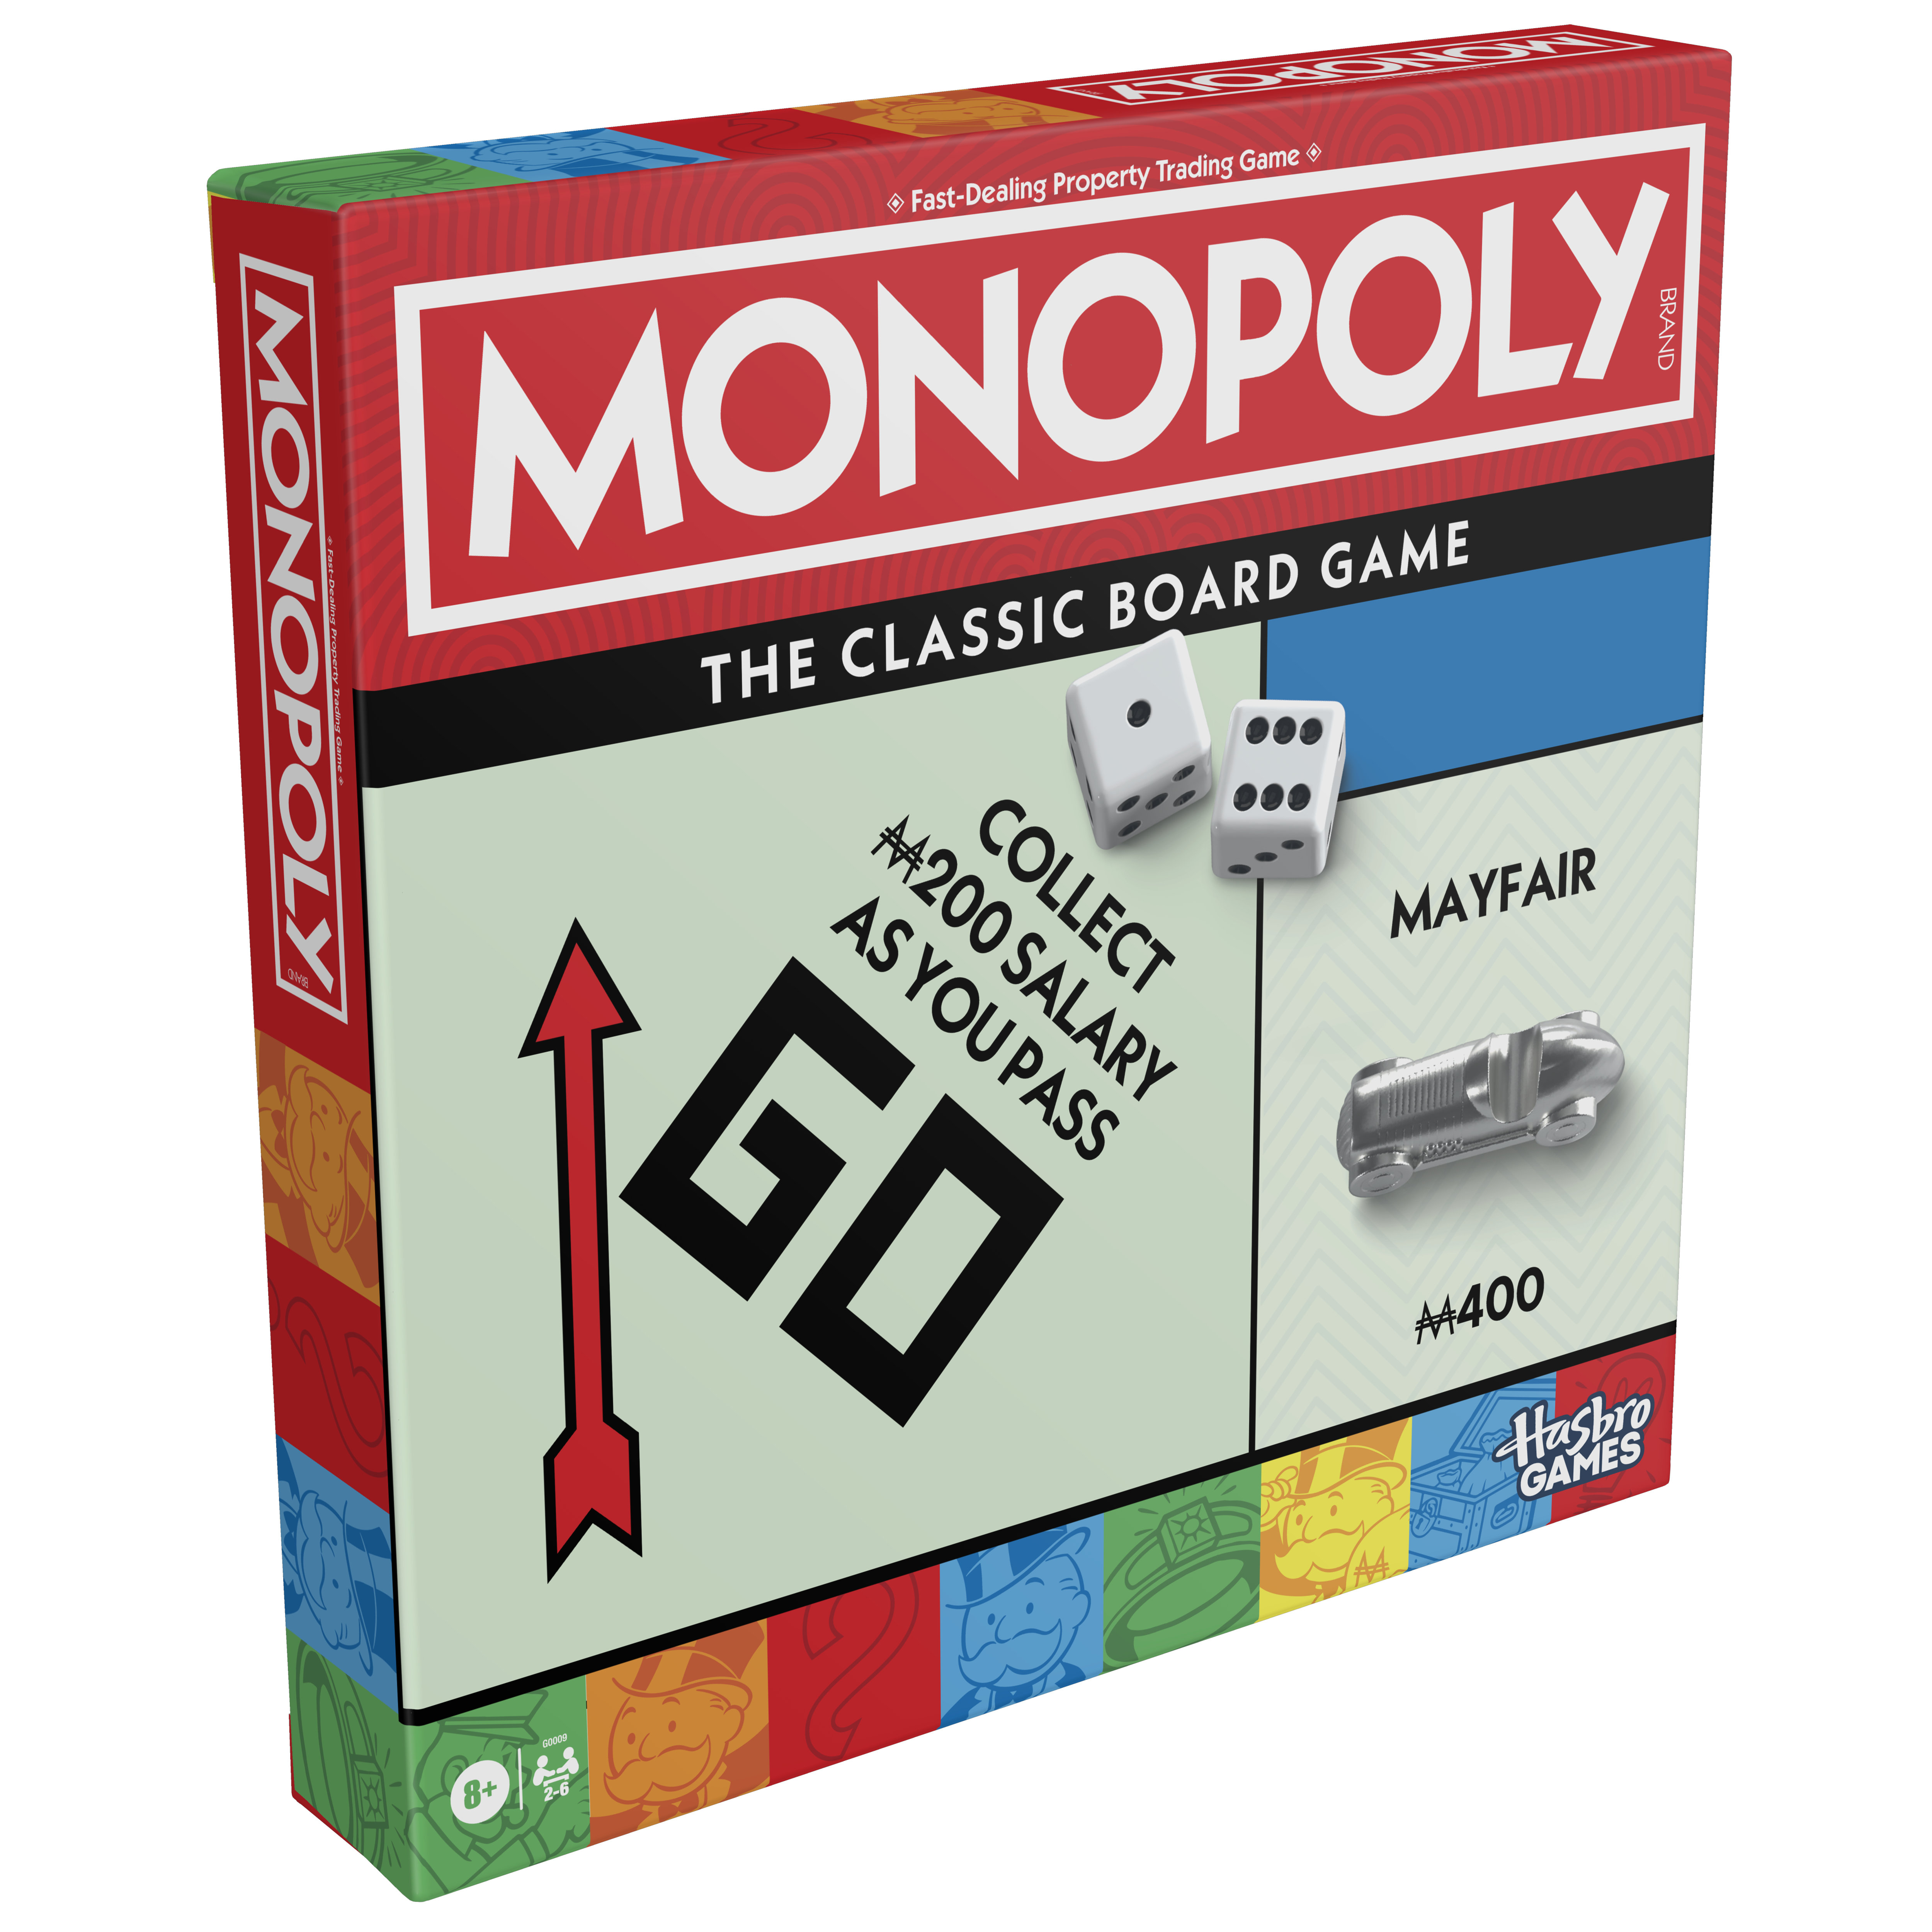 MONOPOLY
Fast-Dealing Property Trading Game
MONOPOLY
BRAND
THE CLASSIC BOARD GAME
COLLECT
₩200 SALARY
AS YOU PASS
GO
MAYFAIR
₩400
Hasbro
GAMES
8+
G0009
2-6
MONOPOLY
BRAND
Fast-Dealing Property Trading Game